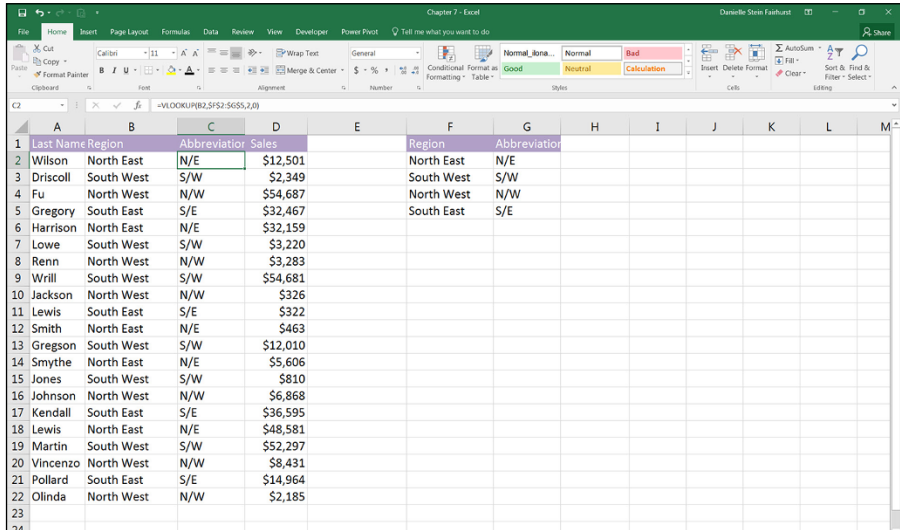 Chapter 7 - Excel
Danielle Stein Fairhurst
File Home Insert Page Layout Formulas Data Review View Developer Power Pivot Tell me what you want to do Share
Paste
Cut
Copy
Format Painter
Clipboard
Calibri 11 A A
B I U A
Font
Wrap Text
Merge & Center
Alignment
General
$ % ,
Number
Conditional Formatting
Format as Table
Normal_ilona... Normal Bad
Good Neutral Calculation
Styles
Insert Delete Format
Cells
AutoSum
Fill
Clear
Sort & Filter
Find & Select
Editing
C2 fx =VLOOKUP(B2,$F$2:$G$5,2,0)
A B C D E F G H I J K L M
1 Last Name Region Abbreviation Sales Region Abbreviation
2 Wilson North East N/E $12,501 North East N/E
3 Driscoll South West S/W $2,349 South West S/W
4 Fu North West N/W $54,687 North West N/W
5 Gregory South East S/E $32,467 South East S/E
6 Harrison North East N/E $32,159
7 Lowe South West S/W $3,220
8 Renn North West N/W $3,283
9 Wrill South West S/W $54,681
10 Jackson North West N/W $326
11 Lewis South East S/E $322
12 Smith North East N/E $463
13 Gregson South West S/W $12,010
14 Smythe North East N/E $5,606
15 Jones South West S/W $810
16 Johnson North West N/W $6,868
17 Kendall South East S/E $36,595
18 Lewis North East N/E $48,581
19 Martin South West S/W $52,297
20 Vincenzo North West N/W $8,431
21 Pollard South East S/E $14,964
22 Olinda North West N/W $2,185
23
24